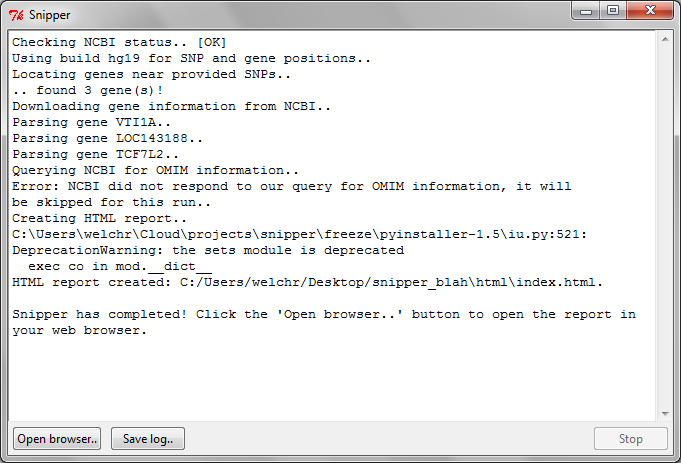 Snipper
Checking NCBI status.. [OK]
Using build hg19 for SNP and gene positions..
Locating genes near provided SNPs..
.. found 3 gene(s)!
Downloading gene information from NCBI..
Parsing gene VTI1A..
Parsing gene LOC143188..
Parsing gene TCF7L2..
Querying NCBI for OMIM information..
Error: NCBI did not respond to our query for OMIM information, it will
be skipped for this run..
Creating HTML report..
C:\Users\welchr\Cloud\projects\snipper\freeze\pyinstaller-1.5\iu.py:521:
DeprecationWarning: the sets module is deprecated
  exec co in mod.__dict__
HTML report created: C:/Users/welchr/Desktop/snipper_blah\html\index.html.

Snipper has completed! Click the 'Open browser..' button to open the report in
your web browser.
Open browser.. Save log.. Stop